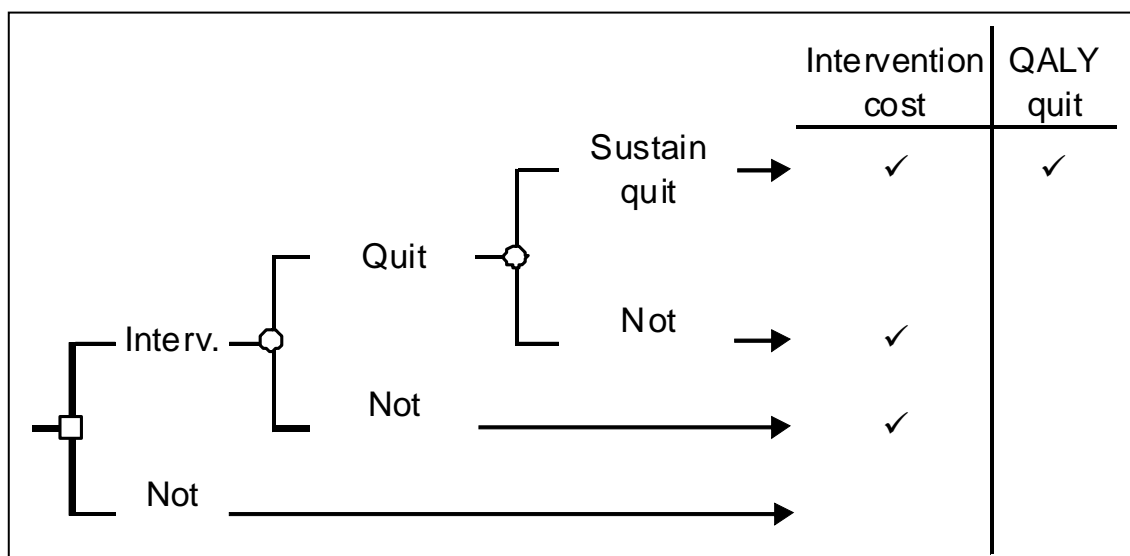 Intervention QALY
cost quit
Sustain ✓ ✓
quit
Quit
Not ✓
Interv.
Not ✓
Not